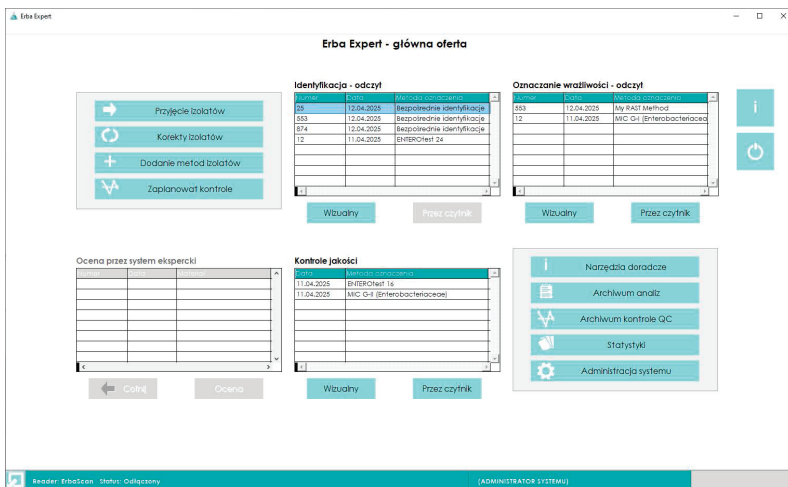 Erba Expert
Erba Expert - główna oferta
Przyjęcie izolatów
Korekty izolatów
Dodanie metod izolatów
Zaplanowat kontrole
Identyfikacja - odczyt
Numer Data Metoda oznaczenia
25 12.04.2025 Bezpośrednie identyfikacje
553 12.04.2025 Bezpośrednie identyfikacje
874 12.04.2025 Bezpośrednie identyfikacje
12 11.04.2025 ENTEROtest 24
Wizualny Przez czytnik
Oznaczanie wrażliwości - odczyt
Numer Data Metoda oznaczenia
553 12.04.2025 My RAST Method
12 11.04.2025 MIC G-I (Enterobacteriacea
Wizualny Przez czytnik
i
Ocena przez system ekspercki
Numer Data Materiał
Cofnij Ocena
Kontrole jakości
Data Metoda oznaczenia
11.04.2025 ENTEROtest 16
11.04.2025 MIC G-II (Enterobacteriaceae)
Wizualny Przez czytnik
i Narzędzia doradcze
Archiwum analiz
Archiwum kontrole QC
Statystyki
Administracja systemu
Reader: ErbaScan Status: Odłączony (ADMINISTRATOR SYSTEMU)